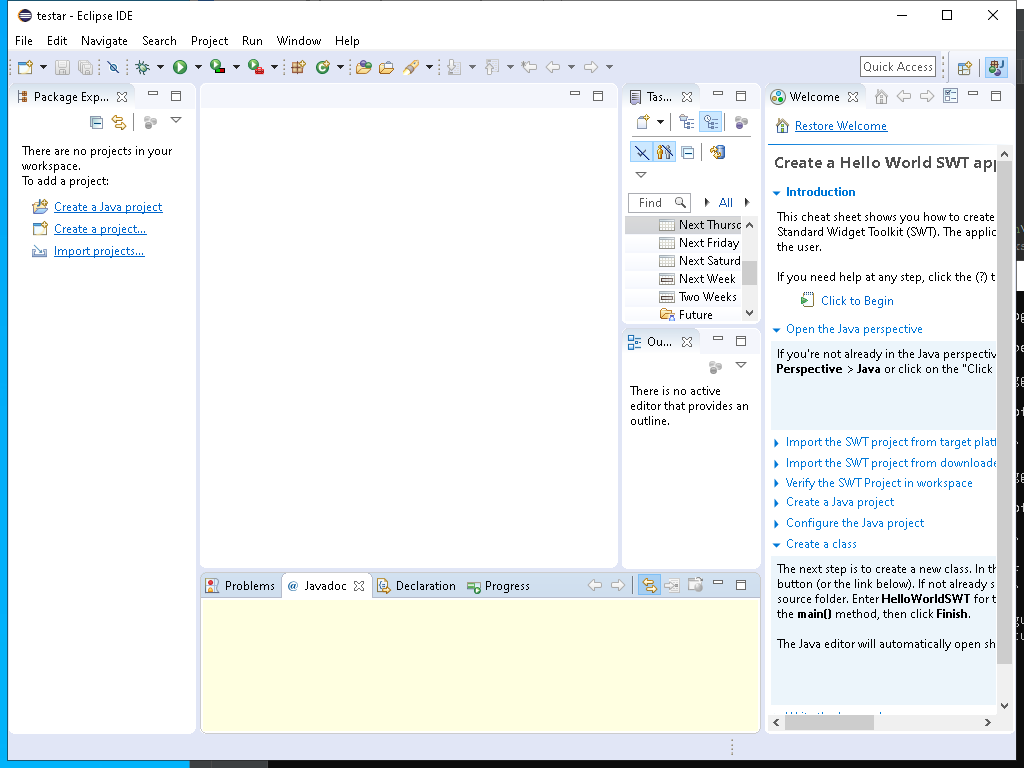 testar - Eclipse IDE
File Edit Navigate Search Project Run Window Help
Quick Access
Package Exp...
There are no projects in your
workspace.
To add a project:
Create a Java project
Create a project...
Import projects...
Tas...
Find
All
Next Thursd
Next Friday
Next Saturd
Next Week
Two Weeks
Future
Ou...
There is no active
editor that provides an
outline.
Welcome
Restore Welcome
Create a Hello World SWT app
Introduction
This cheat sheet shows you how to create
Standard Widget Toolkit (SWT). The applic
the user.
If you need help at any step, click the (?) t
Click to Begin
Open the Java perspective
If you're not already in the Java perspectiv
Perspective > Java or click on the "Click
Import the SWT project from target platf
Import the SWT project from downloade
Verify the SWT Project in workspace
Create a Java project
Configure the Java project
Create a class
The next step is to create a new class. In th
button (or the link below). If not already s
source folder. Enter HelloWorldSWT for t
the main() method, then click Finish.
The Java editor will automatically open sh
Problems @ Javadoc Declaration Progress